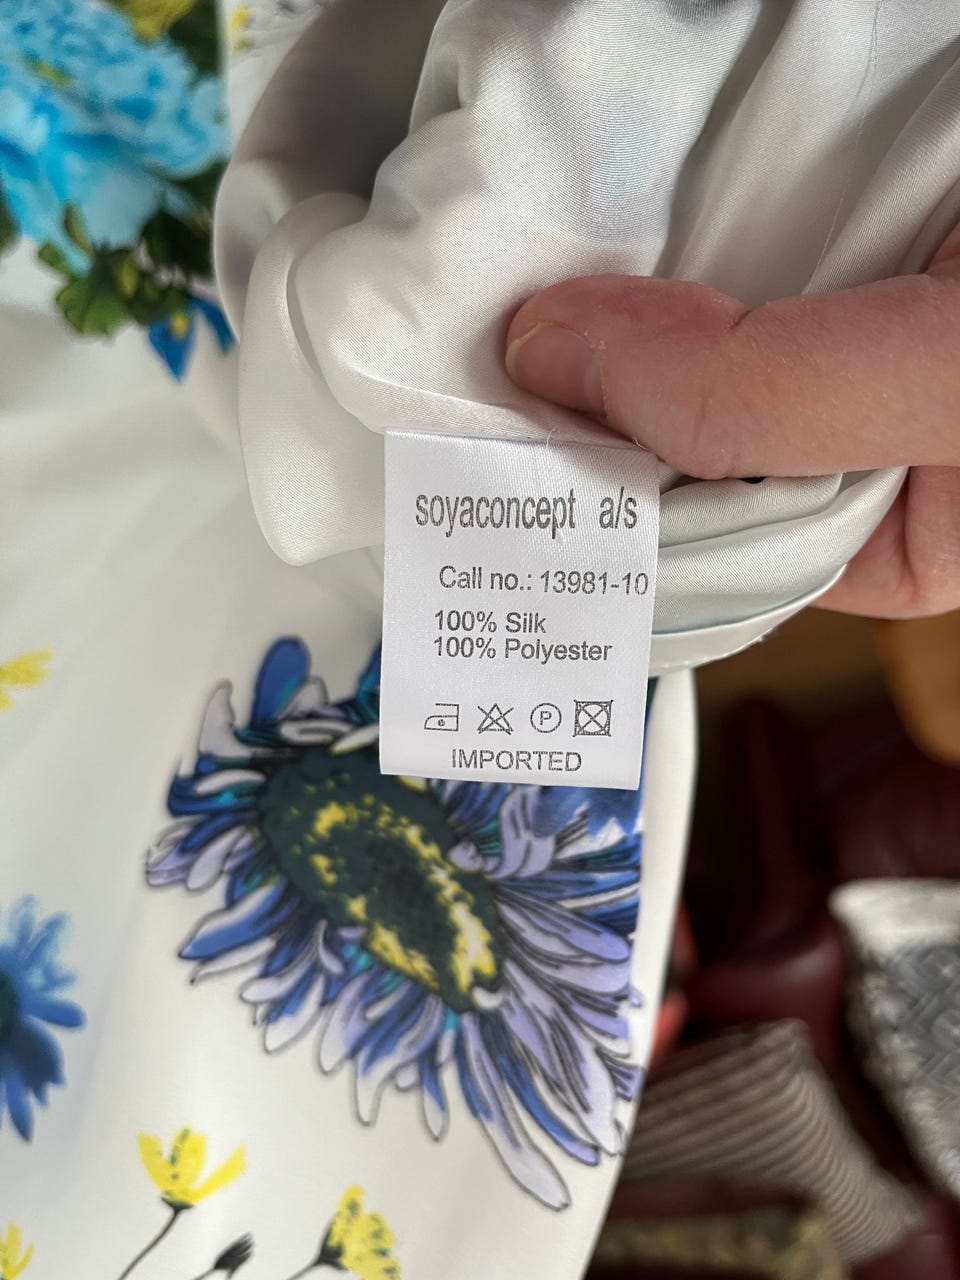 soyaconcept a/s
Call no.: 13981-10
100% Silk
100% Polyester
P
IMPORTED